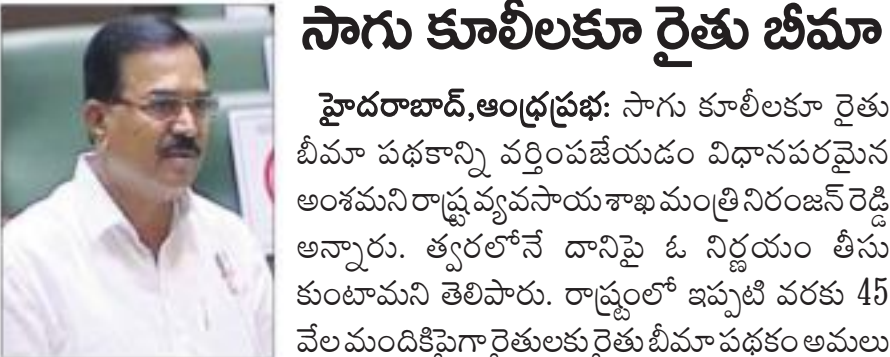 సాగు కూలీలకూ రైతు బీమా
హైదరాబాద్,ఆంధ్రప్రభ: సాగు కూలీలకూ రైతు
బీమా పథకాన్ని వర్తింపజేయడం విధానపరమైన
అంశమని రాష్ట్ర వ్యవసాయశాఖ మంత్రి నిరంజన్ రెడ్డి
అన్నారు. త్వరలోనే దానిపై ఓ నిర్ణయం తీసు
కుంటామని తెలిపారు. రాష్ట్రంలో ఇప్పటి వరకు 45
వేల మందికిపైగా రైతులకు రైతు బీమా పథకం అమలు